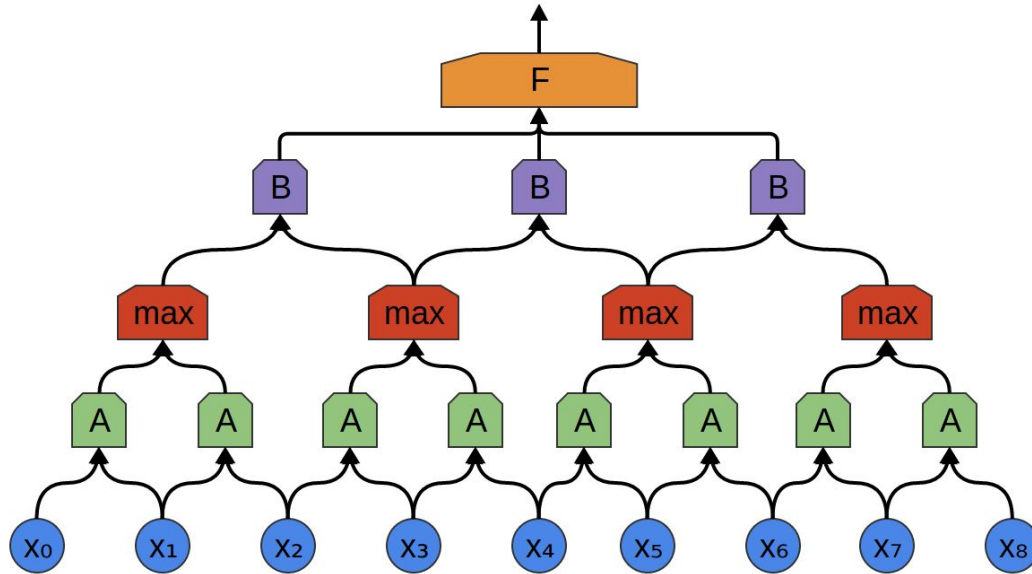 F
B B B
max max max max
A A A A A A A A
x₀ x₁ x₂ x₃ x₄ x₅ x₆ x₇ x₈